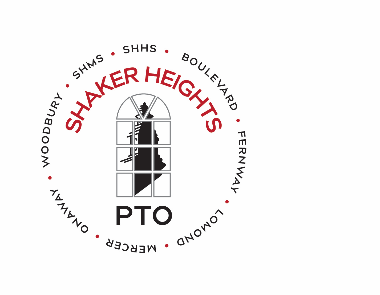 WOODBURY • SHMS • SHHS • BOULEVARD • FERNWAY • LOMOND • MERCER • ONAWAY •
SHAKER HEIGHTS
PTO